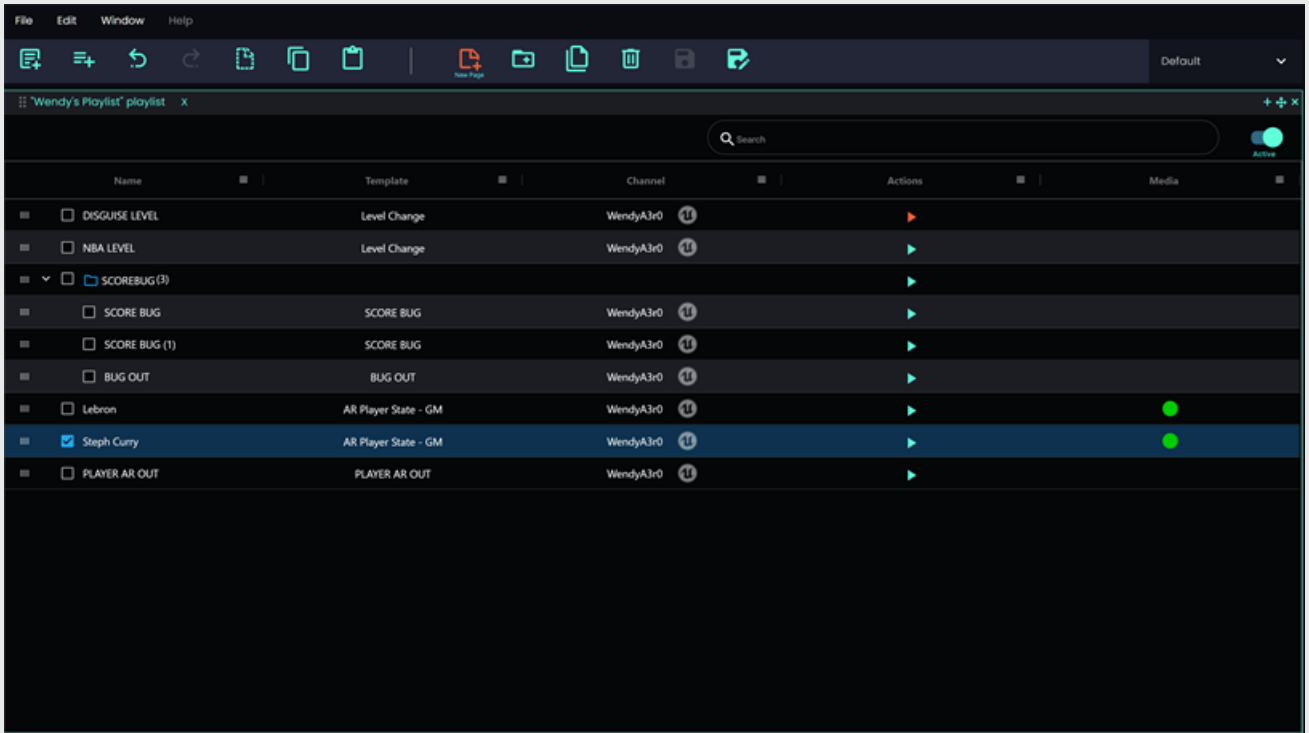 File Edit Window Help
New Page
Default
"Wendy's Playlist" playlist x
Search
Active
Name Template Channel Actions Media
DISGUISE LEVEL Level Change WendyA3r0
NBA LEVEL Level Change WendyA3r0
SCOREBUG (3)
SCORE BUG SCORE BUG WendyA3r0
SCORE BUG (1) SCORE BUG WendyA3r0
BUG OUT BUG OUT WendyA3r0
Lebron AR Player State - GM WendyA3r0
Steph Curry AR Player State - GM WendyA3r0
PLAYER AR OUT PLAYER AR OUT WendyA3r0